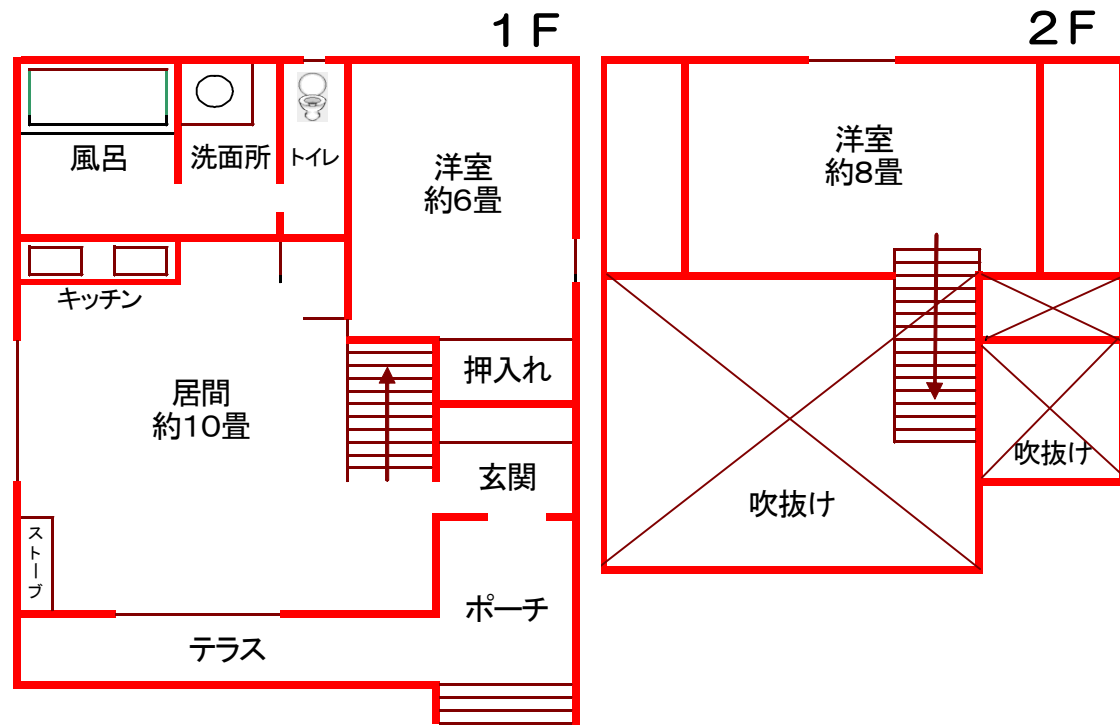 1F
2F
風呂
洗面所
トイレ
洋室
約6畳
洋室
約8畳
キッチン
居間
約10畳
押入れ
玄関
吹抜け
吹抜け
ストーブ
ポーチ
テラス